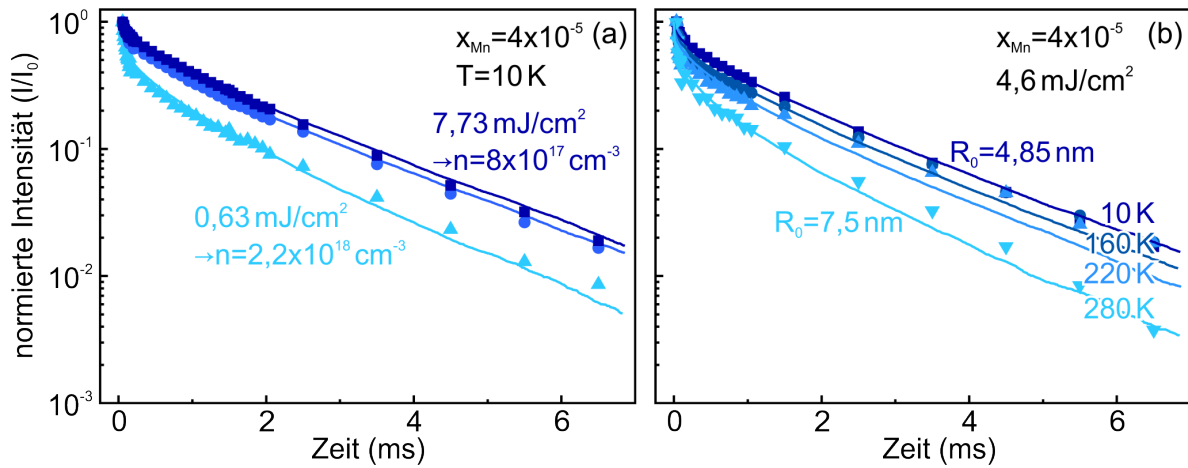 normierte Intensität (I/I₀)
10⁰
10⁻¹
10⁻²
10⁻³
x_Mn=4x10⁻⁵ (a)
T=10 K
7,73 mJ/cm²
→n=8x10¹⁷ cm⁻³
0,63 mJ/cm²
→n=2,2x10¹⁸ cm⁻³
0 2 4 6
Zeit (ms)
x_Mn=4x10⁻⁵ (b)
4,6 mJ/cm²
R₀=4,85 nm
R₀=7,5 nm
10 K
160 K
220 K
280 K
0 2 4 6
Zeit (ms)